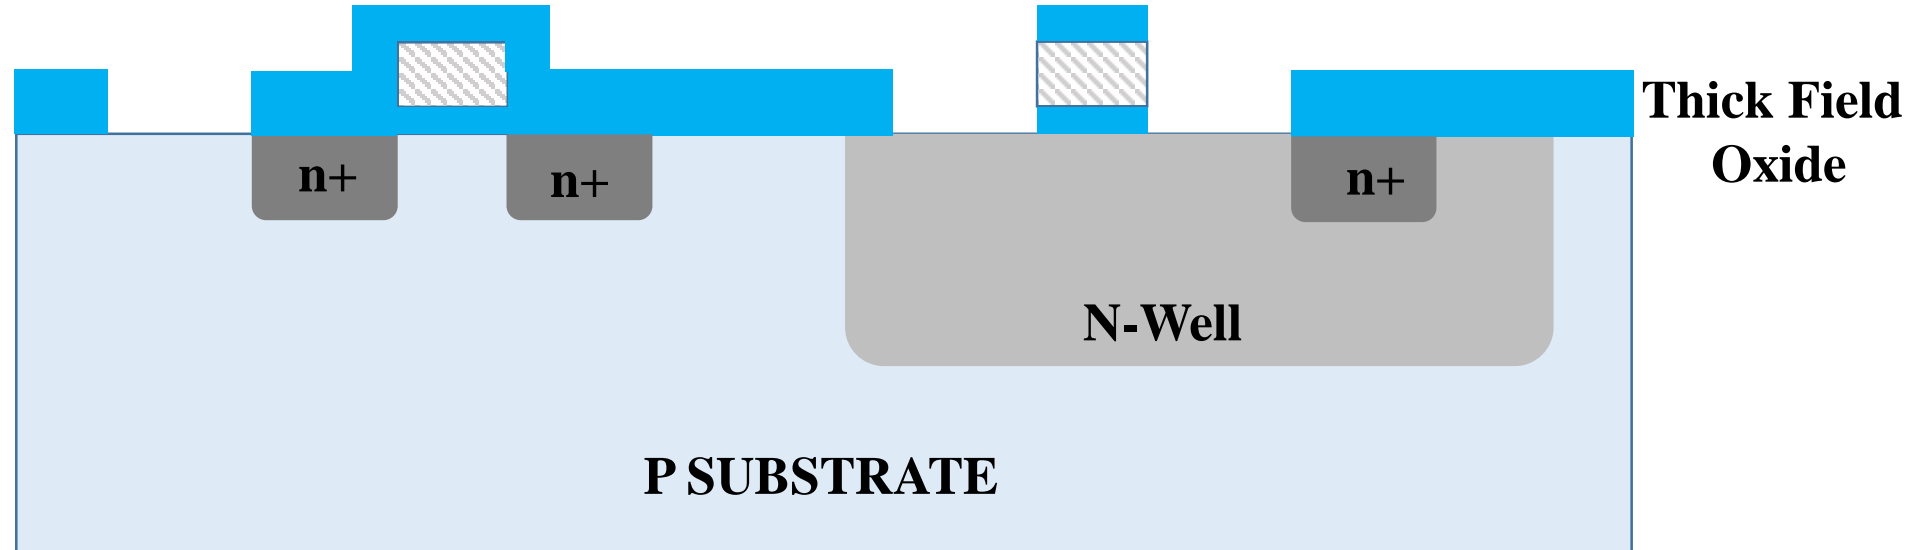 Thick Field
Oxide
n+
n+
n+
N-Well
P SUBSTRATE